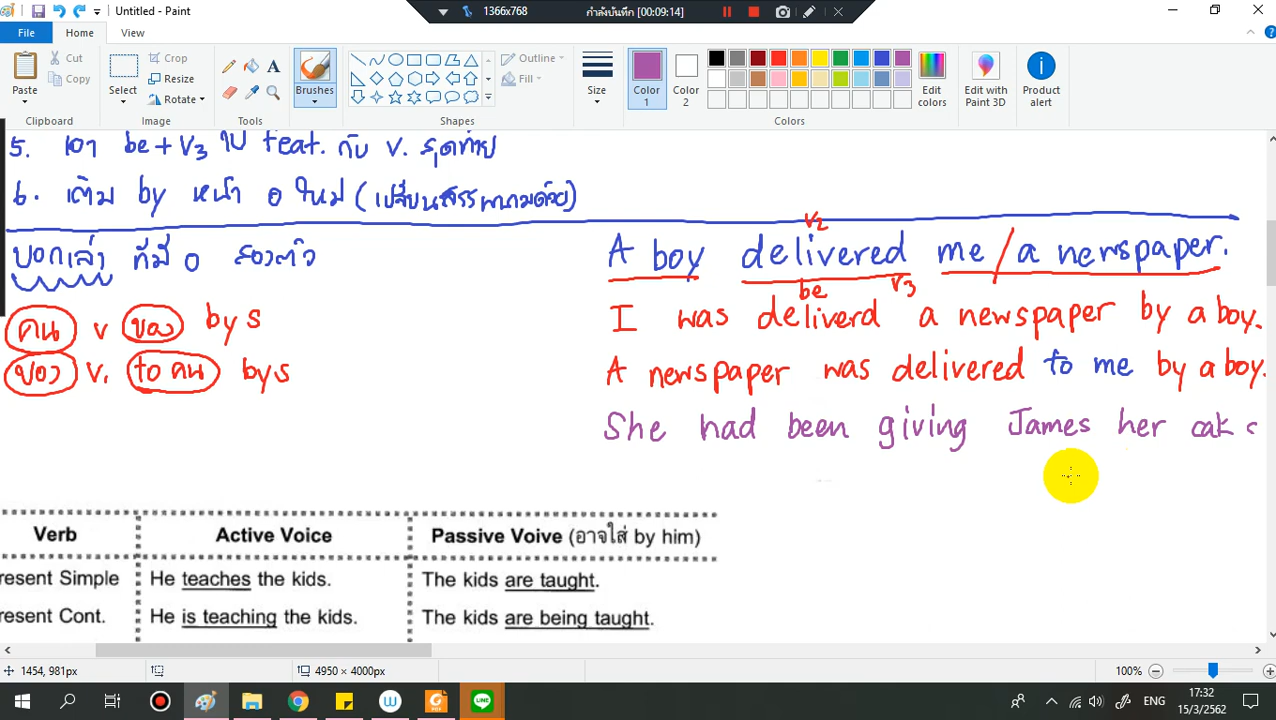 Untitled - Paint
1366x768
กำลังบันทึก [00:09:14]
File Home View
Paste
Cut
Copy
Clipboard
Select
Crop
Resize
Rotate
Image
Tools
Brushes
Outline
Fill
Shapes
Size
Color 1
Color 2
Edit colors
Colors
Edit with Paint 3D
Product alert
5. เอา be + v3 ไป feat. กับ v. สุดท้าย
6. เติม by หน้า o ใหม่ (เปลี่ยนสรรพนามด้วย)
บอกเล่า ที่มี o สองตัว
คน v ของ by s
ของ v. to คน by s
v2
A boy delivered me / a newspaper.
be v3
I was deliverd a newspaper by a boy.
A newspaper was delivered to me by a boy.
She had been giving James her cak
Verb Active Voice Passive Voive (อาจใส่ by him)
resent Simple He teaches the kids. The kids are taught.
resent Cont. He is teaching the kids. The kids are being taught.
1454, 981px
4950 × 4000px
100%
ENG
17:32
15/3/2562